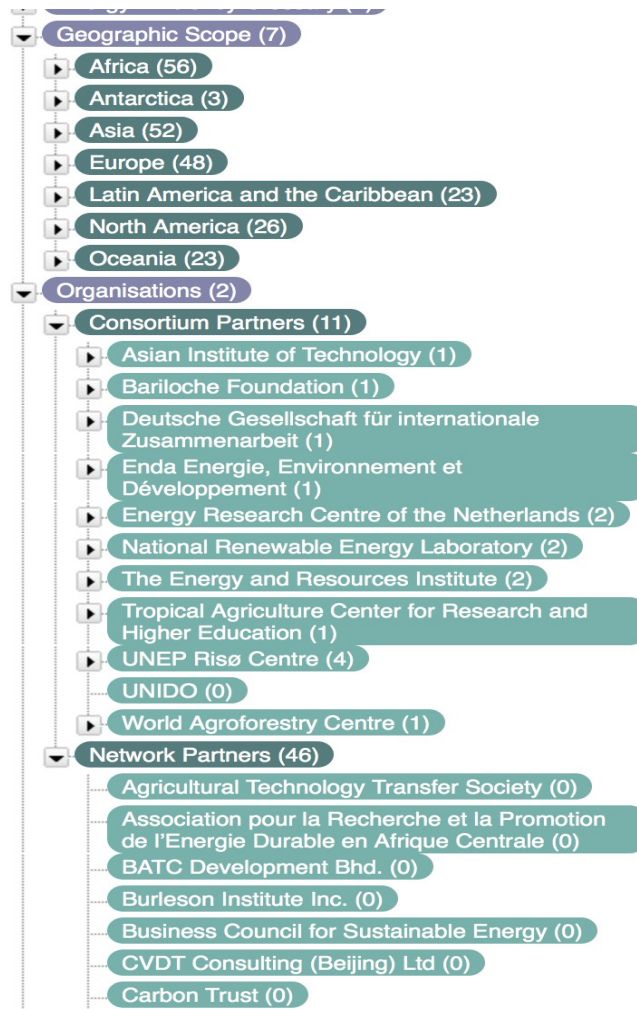 Geographic Scope (7)
Africa (56)
Antarctica (3)
Asia (52)
Europe (48)
Latin America and the Caribbean (23)
North America (26)
Oceania (23)
Organisations (2)
Consortium Partners (11)
Asian Institute of Technology (1)
Bariloche Foundation (1)
Deutsche Gesellschaft für internationale
Zusammenarbeit (1)
Enda Energie, Environnement et
Développement (1)
Energy Research Centre of the Netherlands (2)
National Renewable Energy Laboratory (2)
The Energy and Resources Institute (2)
Tropical Agriculture Center for Research and
Higher Education (1)
UNEP Risø Centre (4)
UNIDO (0)
World Agroforestry Centre (1)
Network Partners (46)
Agricultural Technology Transfer Society (0)
Association pour la Recherche et la Promotion
de l'Energie Durable en Afrique Centrale (0)
BATC Development Bhd. (0)
Burleson Institute Inc. (0)
Business Council for Sustainable Energy (0)
CVDT Consulting (Beijing) Ltd (0)
Carbon Trust (0)